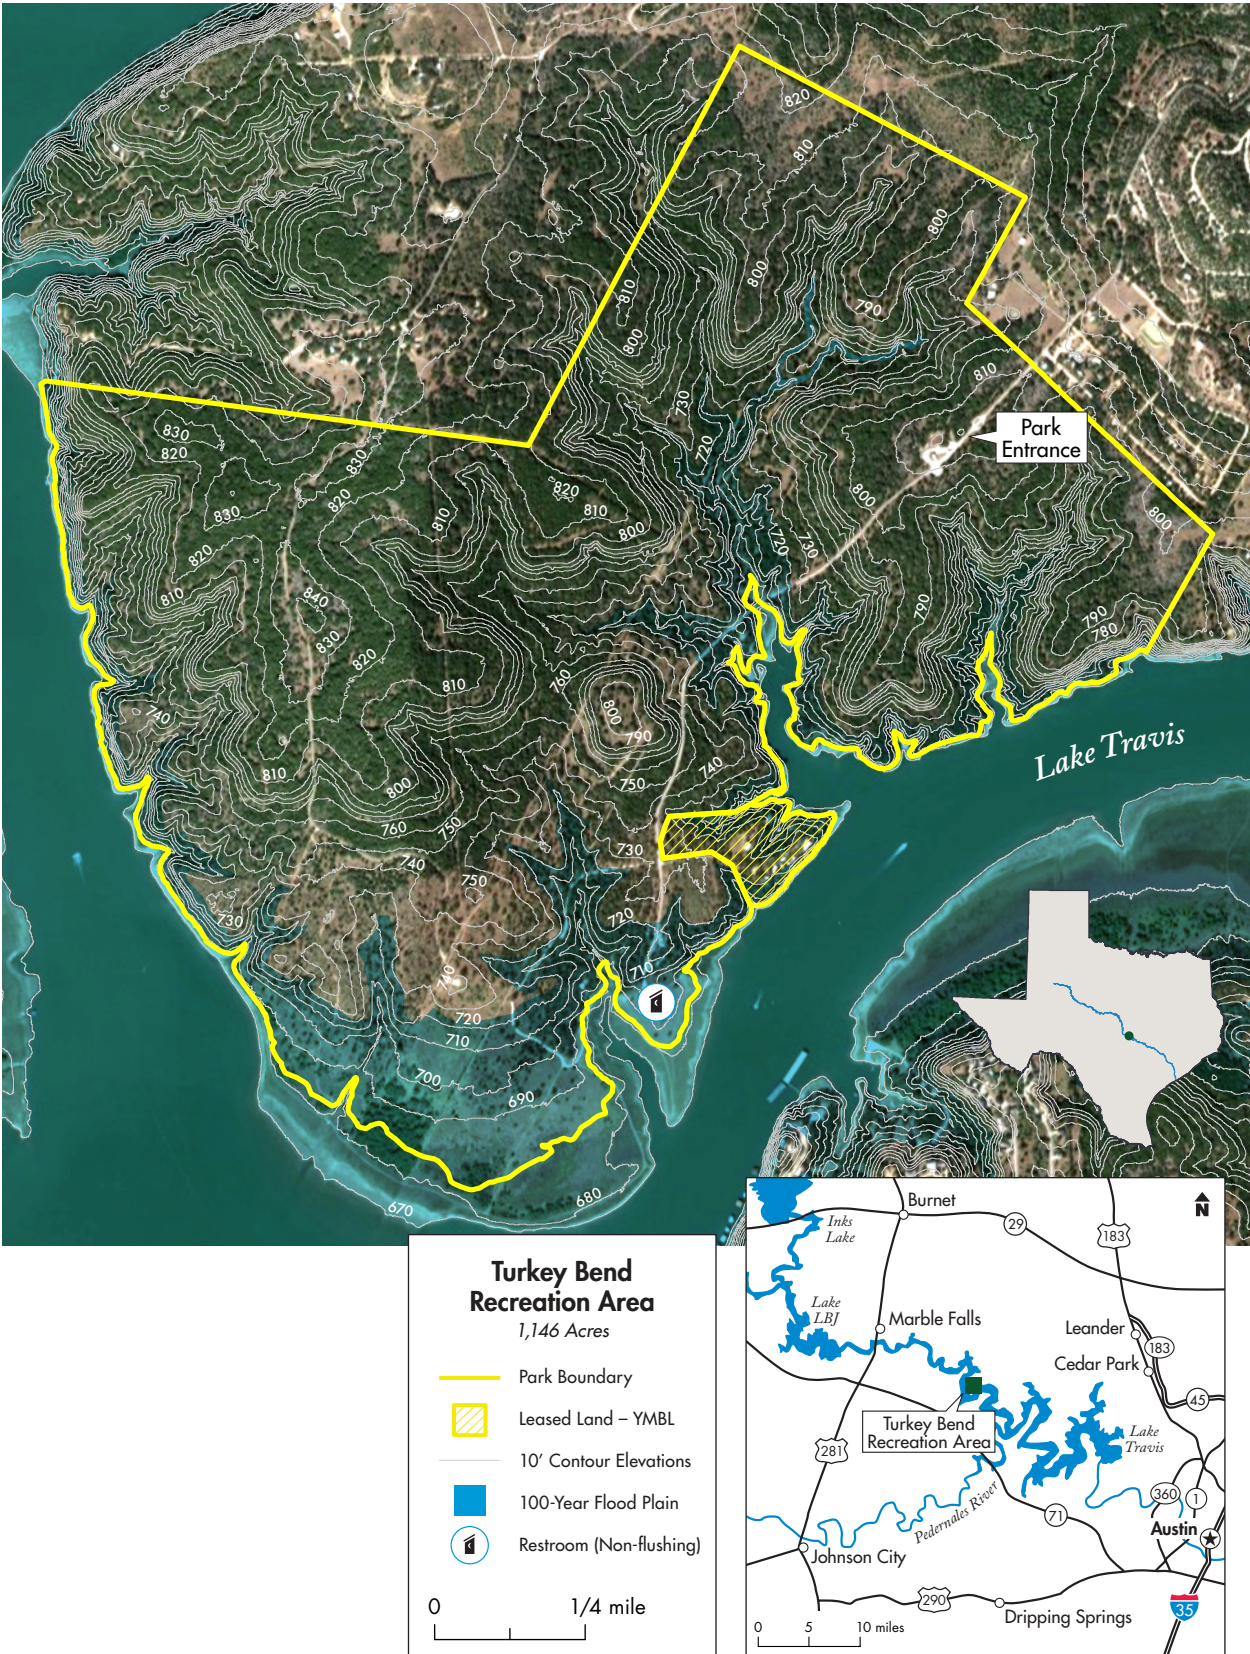 820
810
800
800
790
810
800
810
730
720
Park
Entrance
830
820
830
820
830
820
810
820
810
800
800
720
730
800
810
840
830
820
790
790
780
760
810
740
800
790
750
740
810
800
760
750
740
730
750
730
720
710
740
720
710
700
690
680
670
Lake Travis
Turkey Bend
Recreation Area
1,146 Acres
Park Boundary
Leased Land – YMBL
10' Contour Elevations
100-Year Flood Plain
Restroom (Non-flushing)
0 1/4 mile
N
Burnet
Inks
Lake
29
183
Lake
LBJ
Marble Falls
Leander
183
Cedar Park
45
Turkey Bend
Recreation Area
Lake
Travis
281
Pedernales River
360
1
71
Austin
Johnson City
290
Dripping Springs
35
0 5 10 miles